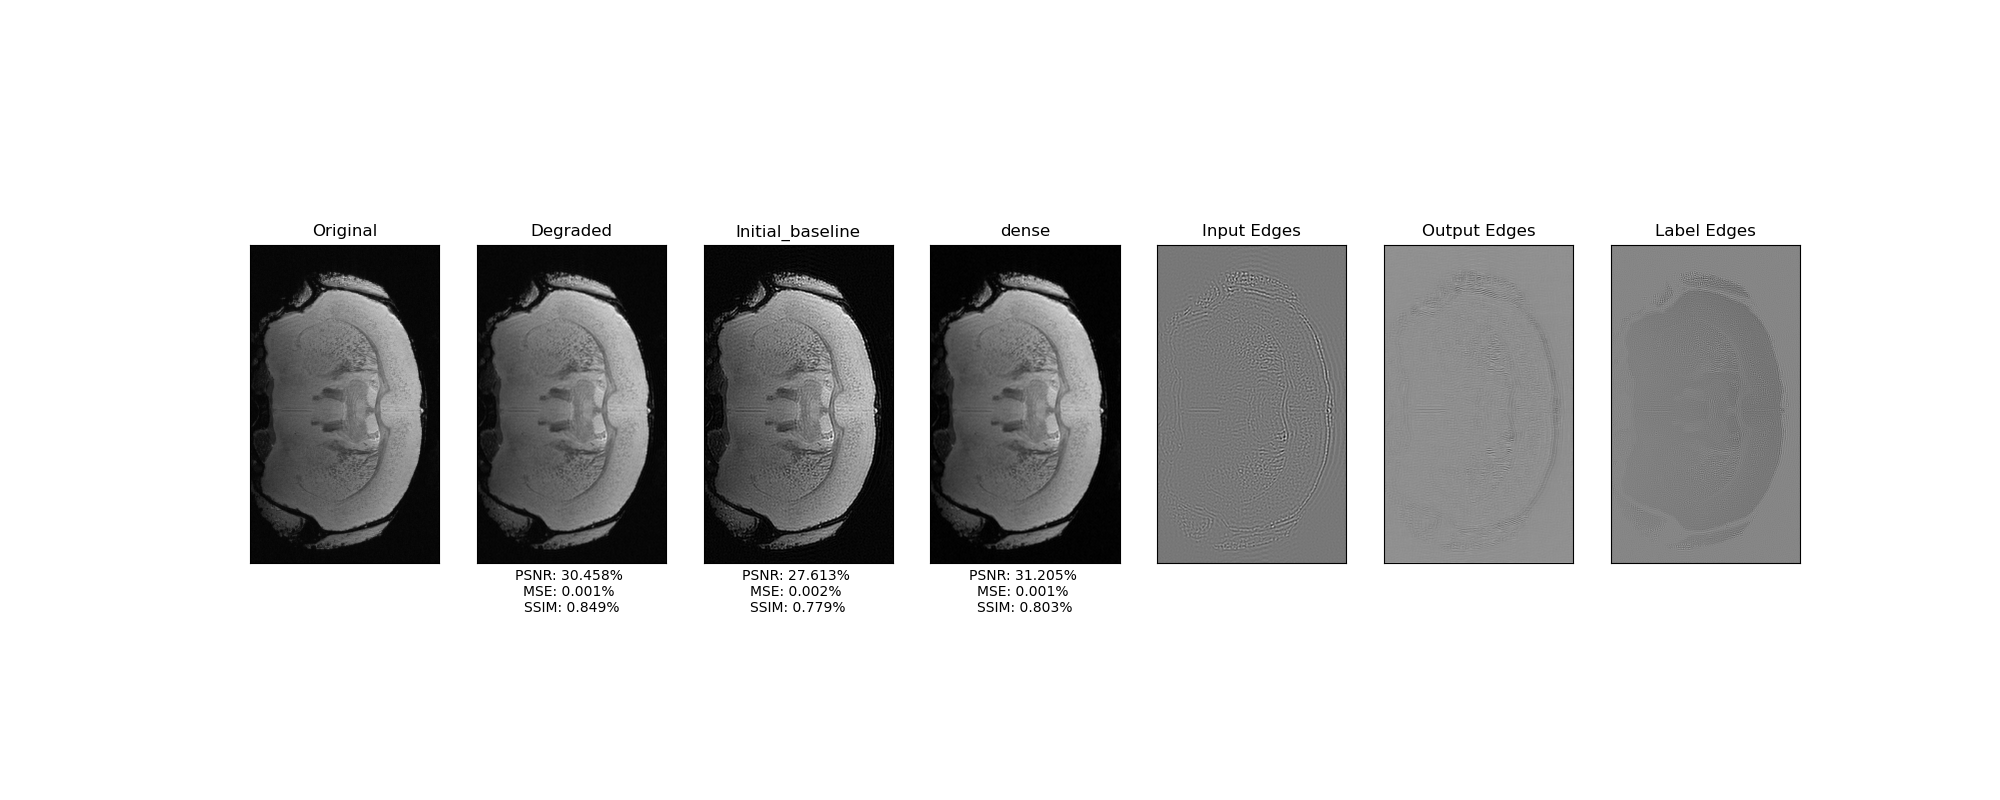 Original
Degraded
Initial_baseline
dense
Input Edges
Output Edges
Label Edges
PSNR: 30.458%
MSE: 0.001%
SSIM: 0.849%
PSNR: 27.613%
MSE: 0.002%
SSIM: 0.779%
PSNR: 31.205%
MSE: 0.001%
SSIM: 0.803%